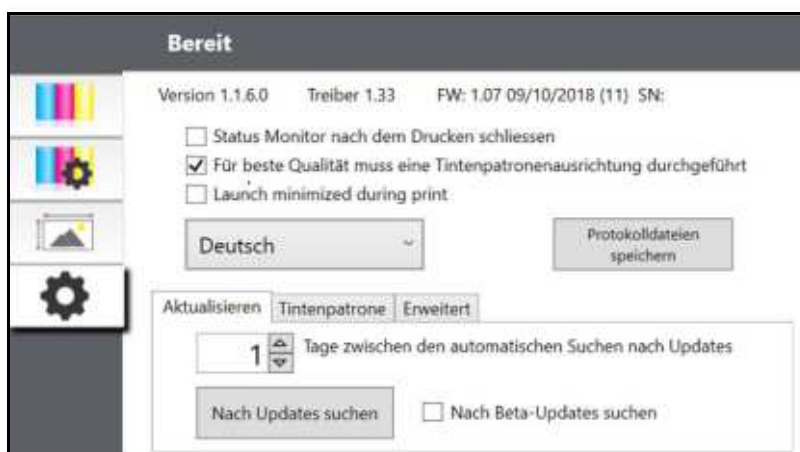 Bereit
Version 1.1.6.0 Treiber 1.33 FW: 1.07 09/10/2018 (11) SN:
Status Monitor nach dem Drucken schliessen
Für beste Qualität muss eine Tintenpatronenausrichtung durchgeführt
Launch minimized during print
Deutsch
Protokolldateien
speichern
Aktualisieren Tintenpatrone Erweitert
1 Tage zwischen den automatischen Suchen nach Updates
Nach Updates suchen Nach Beta-Updates suchen